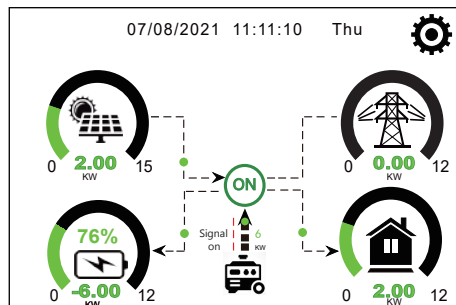 07/08/2021 11:11:10 Thu
0 2.00 15
KW
0 0.00 12
KW
ON
76%
Signal
on
6
KW
0 -6.00 12
KW
0 2.00 12
KW